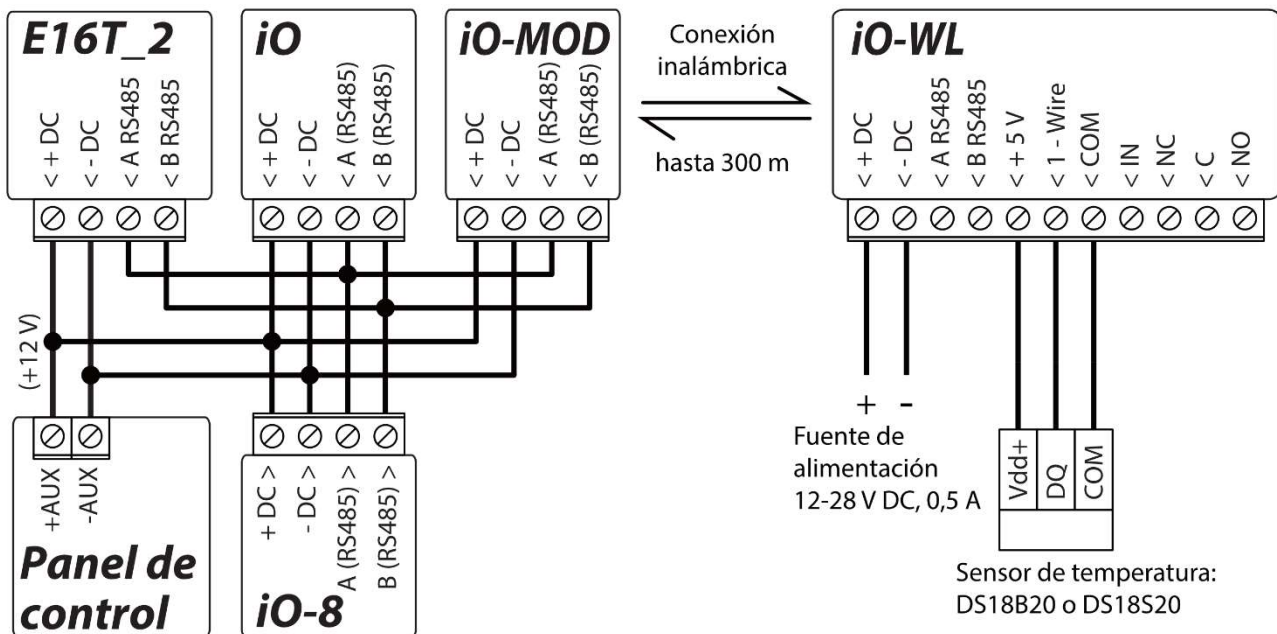 E16T_2
< + DC
< - DC
< A RS485
< B RS485
iO
< + DC
< - DC
< A (RS485)
< B (RS485)
iO-MOD
< + DC
< - DC
< A (RS485)
< B (RS485)
Conexión
inalámbrica
hasta 300 m
iO-WL
< + DC
< - DC
< A RS485
< B RS485
< + 5 V
< 1 - Wire
< COM
< IN
< NC
< C
< NO
(+12 V)
+AUX
-AUX
Panel de
control
+ DC >
- DC >
A (RS485) >
B (RS485) >
iO-8
+ -
Fuente de
alimentación
12-28 V DC, 0,5 A
Vdd+
DQ
COM
Sensor de temperatura:
DS18B20 o DS18S20